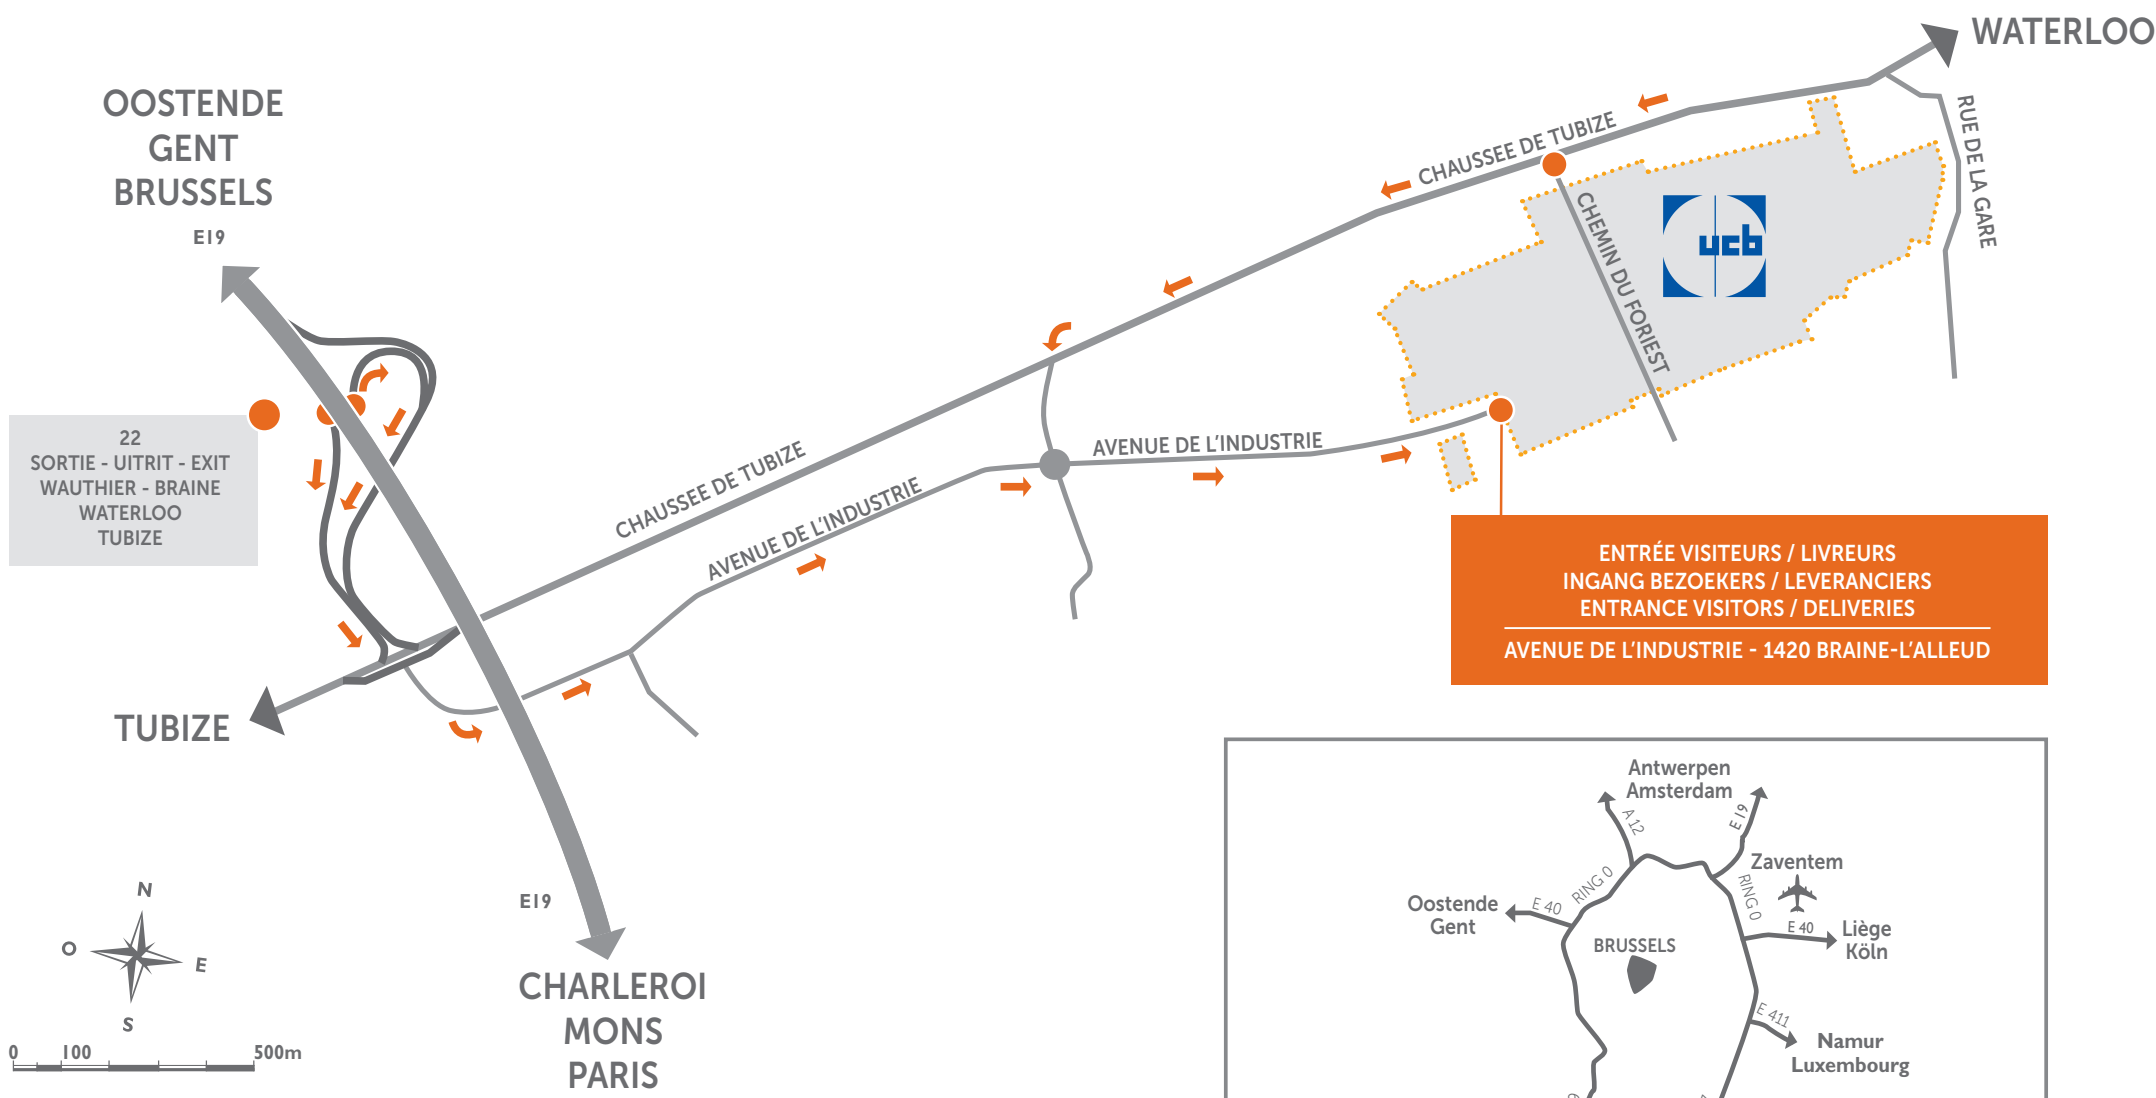 WATERLOO
OOSTENDE
GENT
BRUSSELS
E19
CHAUSSEE DE TUBIZE
RUE DE LA GARE
CHEMIN DU FORIEST
ucb
22
SORTIE - UITRIT - EXIT
WAUTHIER - BRAINE
WATERLOO
TUBIZE
CHAUSSEE DE TUBIZE
AVENUE DE L'INDUSTRIE
AVENUE DE L'INDUSTRIE
ENTRÉE VISITEURS / LIVREURS
INGANG BEZOEKERS / LEVERANCIERS
ENTRANCE VISITORS / DELIVERIES
AVENUE DE L'INDUSTRIE - 1420 BRAINE-L'ALLEUD
TUBIZE
E19
CHARLEROI
MONS
PARIS
N
O
E
S
0 100 500m
Antwerpen
Amsterdam
A 12
E 19
Zaventem
RING 0
RING 0
Oostende
Gent
E 40
E 40
Liège
Köln
BRUSSELS
E 411
Namur
Luxembourg